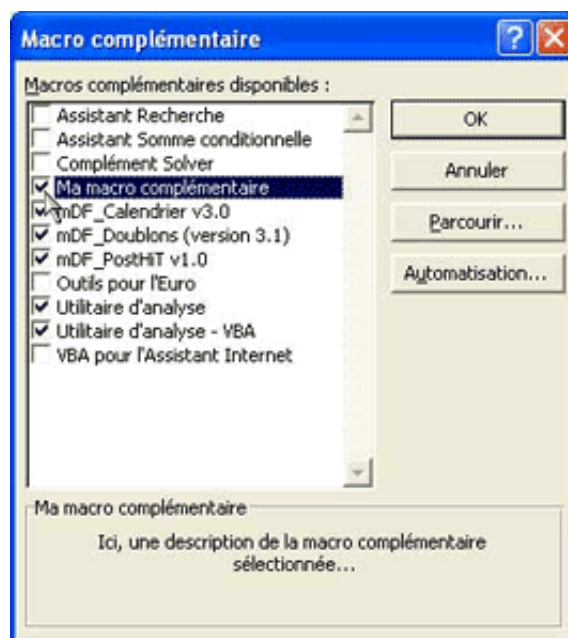 Macro complémentaire
Macros complémentaires disponibles :
Assistant Recherche
Assistant Somme conditionnelle
Complément Solver
Ma macro complémentaire
mDF_Calendrier v3.0
mDF_Doublons (version 3.1)
mDF_PostHiT v1.0
Outils pour l'Euro
Utilitaire d'analyse
Utilitaire d'analyse - VBA
VBA pour l'Assistant Internet
OK
Annuler
Parcourir...
Automatisation...
Ma macro complémentaire
Ici, une description de la macro complémentaire
sélectionnée...